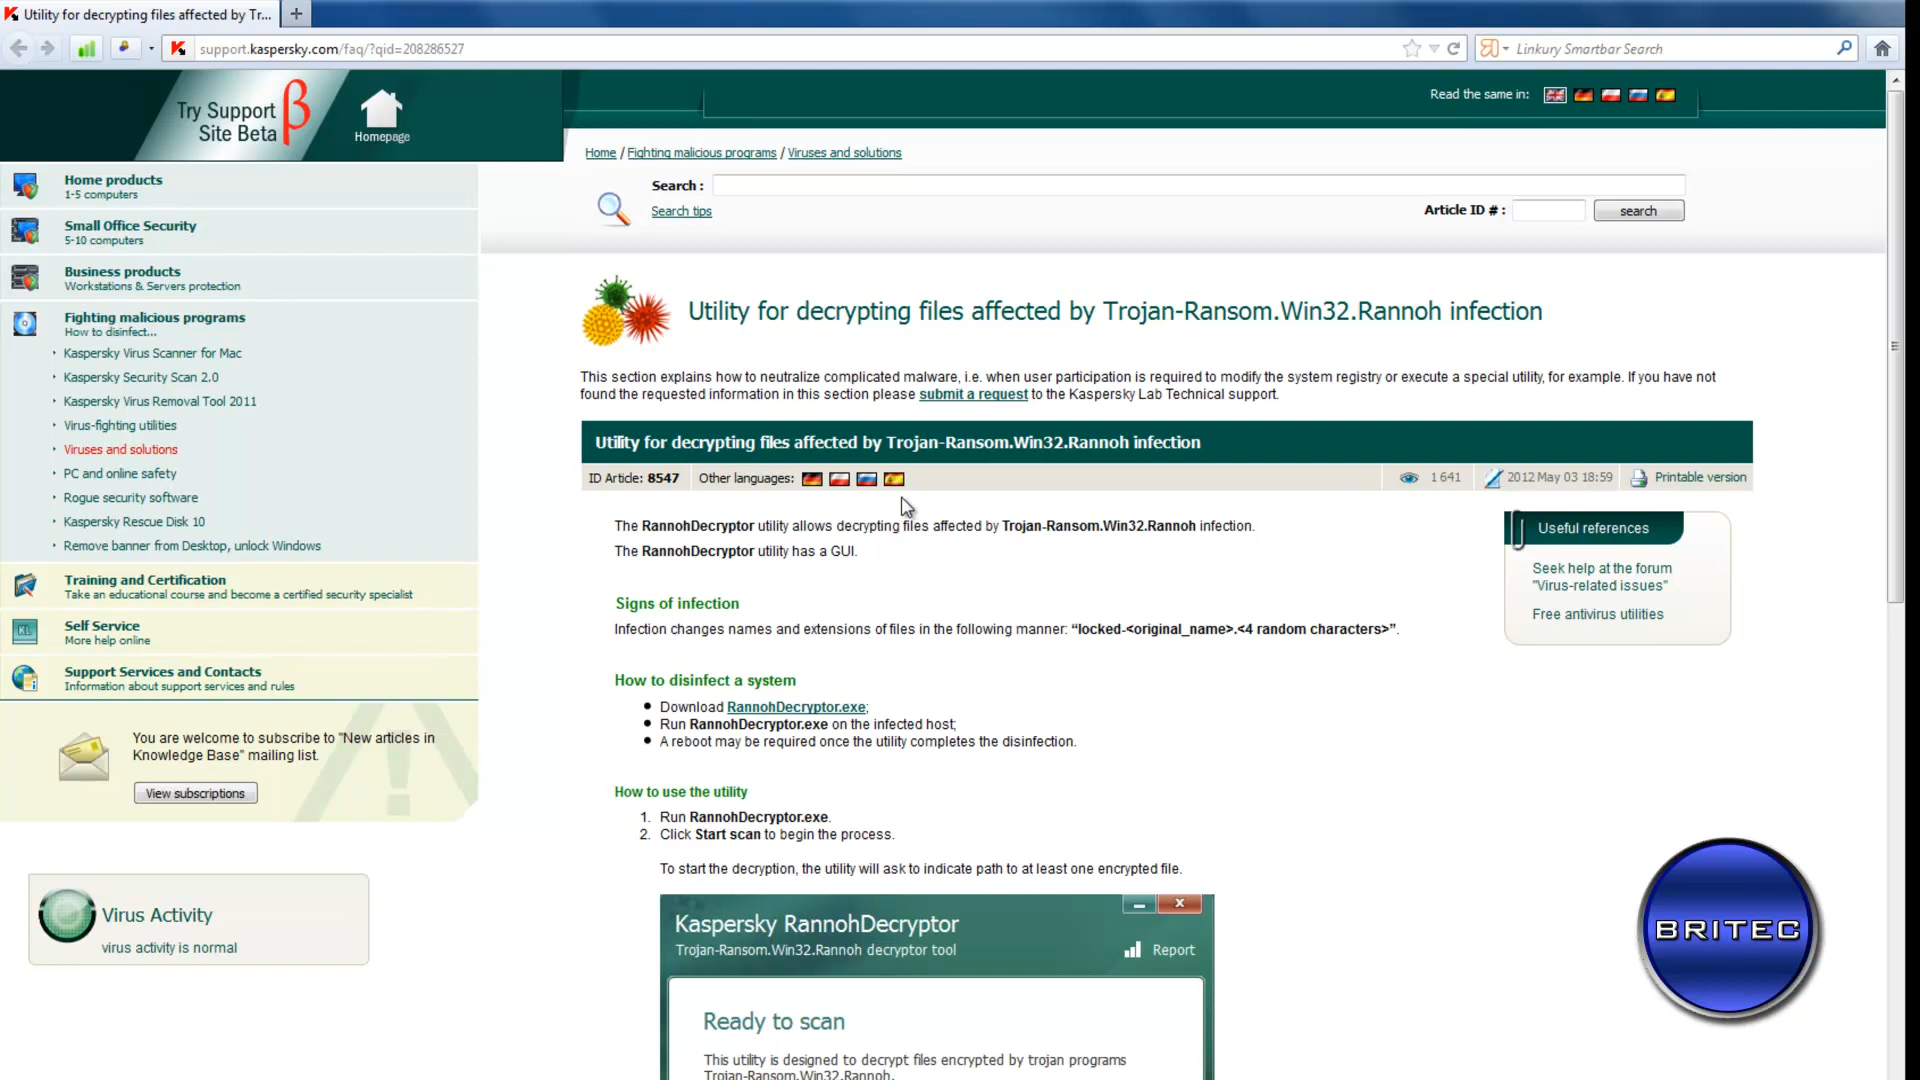 Utility for decrypting files affected by Tr...
support.kaspersky.com/faq/?qid=208286527
Linkury Smartbar Search
Try Support
Site Beta
β
Homepage
Read the same in:
Home / Fighting malicious programs / Viruses and solutions
Search :
Search tips
Article ID # :
search
Home products
1-5 computers
Small Office Security
5-10 computers
Business products
Workstations & Servers protection
Fighting malicious programs
How to disinfect...
Kaspersky Virus Scanner for Mac
Kaspersky Security Scan 2.0
Kaspersky Virus Removal Tool 2011
Virus-fighting utilities
Viruses and solutions
PC and online safety
Rogue security software
Kaspersky Rescue Disk 10
Remove banner from Desktop, unlock Windows
Training and Certification
Take an educational course and become a certified security specialist
KL
Self Service
More help online
Support Services and Contacts
Information about support services and rules
You are welcome to subscribe to "New articles in
Knowledge Base" mailing list.
View subscriptions
Virus Activity
virus activity is normal
Utility for decrypting files affected by Trojan-Ransom.Win32.Rannoh infection
This section explains how to neutralize complicated malware, i.e. when user participation is required to modify the system registry or execute a special utility, for example. If you have not
found the requested information in this section please submit a request to the Kaspersky Lab Technical support.
Utility for decrypting files affected by Trojan-Ransom.Win32.Rannoh infection
ID Article: 8547 Other languages: 1 641 2012 May 03 18:59 Printable version
The RannohDecryptor utility allows decrypting files affected by Trojan-Ransom.Win32.Rannoh infection.
The RannohDecryptor utility has a GUI.
Useful references
Seek help at the forum
"Virus-related issues"
Free antivirus utilities
Signs of infection
Infection changes names and extensions of files in the following manner: “locked-<original_name>.<4 random characters>”.
How to disinfect a system
Download RannohDecryptor.exe;
Run RannohDecryptor.exe on the infected host;
A reboot may be required once the utility completes the disinfection.
How to use the utility
1. Run RannohDecryptor.exe.
2. Click Start scan to begin the process.
To start the decryption, the utility will ask to indicate path to at least one encrypted file.
Kaspersky RannohDecryptor
Trojan-Ransom.Win32.Rannoh decryptor tool
Report
Ready to scan
This utility is designed to decrypt files encrypted by trojan programs
Trojan-Ransom.Win32.Rannoh.
BRITEC